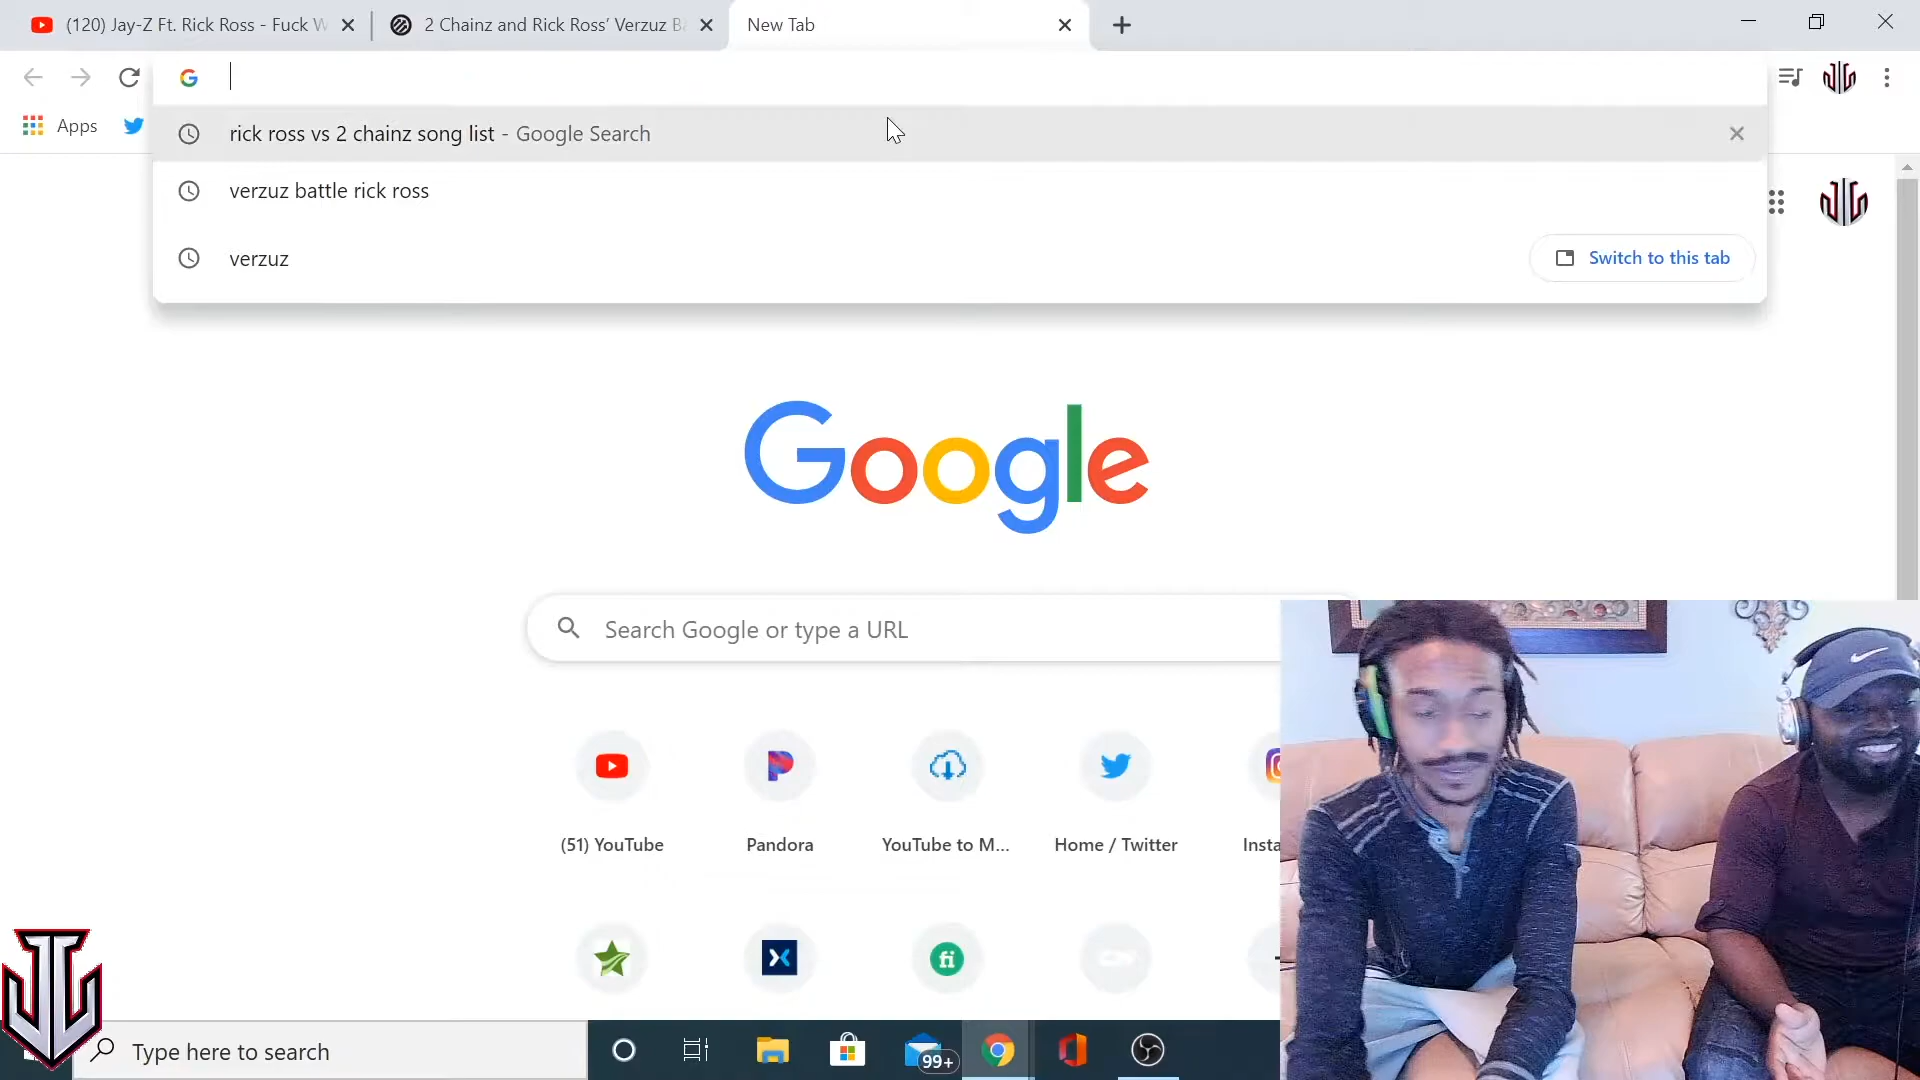 (120) Jay-Z Ft. Rick Ross - Fuck W
2 Chainz and Rick Ross' Verzuz Ba
New Tab
Apps
rick ross vs 2 chainz song list - Google Search
verzuz battle rick ross
verzuz
Switch to this tab
Google
Search Google or type a URL
(51) YouTube
Pandora
YouTube to M...
Home / Twitter
Insta
fi
Type here to search
99+